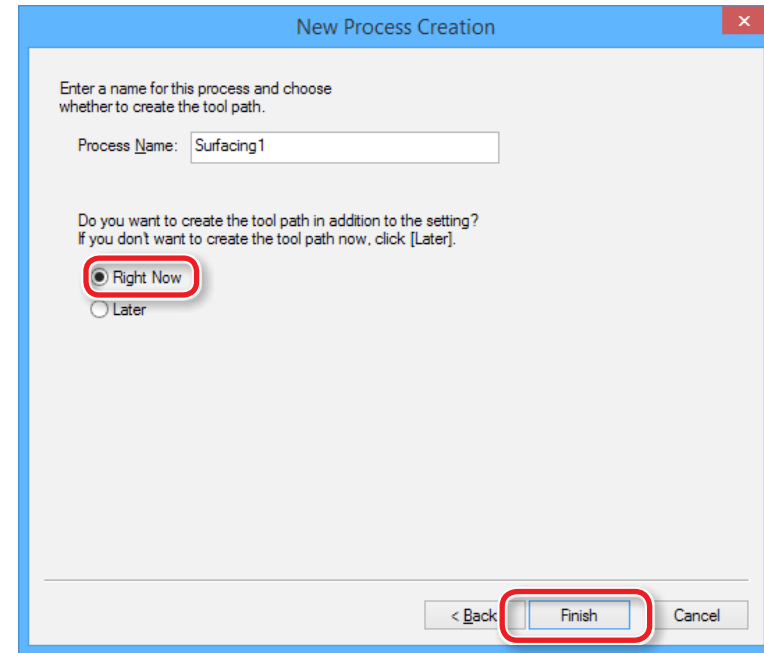 New Process Creation
Enter a name for this process and choose
whether to create the tool path.
Process Name: Surfacing1
Do you want to create the tool path in addition to the setting?
If you don't want to create the tool path now, click [Later].
Right Now
Later
< Back Finish Cancel